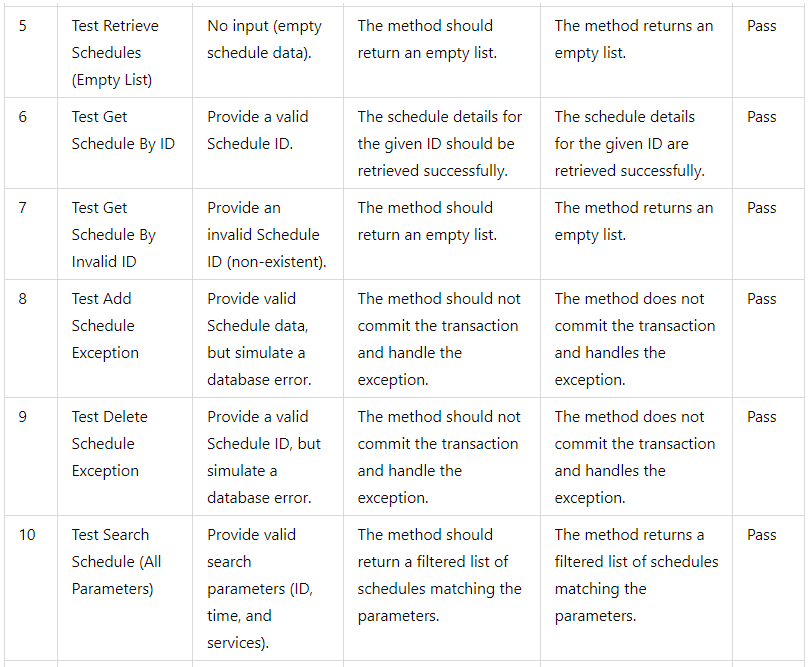 5
Test Retrieve
Schedules
(Empty List)
No input (empty
schedule data).
The method should
return an empty list.
The method returns an
empty list.
Pass
6
Test Get
Schedule By ID
Provide a valid
Schedule ID.
The schedule details for
the given ID should be
retrieved successfully.
The schedule details
for the given ID are
retrieved successfully.
Pass
7
Test Get
Schedule By
Invalid ID
Provide an
invalid Schedule
ID (non-existent).
The method should
return an empty list.
The method returns an
empty list.
Pass
8
Test Add
Schedule
Exception
Provide valid
Schedule data,
but simulate a
database error.
The method should not
commit the transaction
and handle the
exception.
The method does not
commit the transaction
and handles the
exception.
Pass
9
Test Delete
Schedule
Exception
Provide a valid
Schedule ID, but
simulate a
database error.
The method should not
commit the transaction
and handle the
exception.
The method does not
commit the transaction
and handles the
exception.
Pass
10
Test Search
Schedule (All
Parameters)
Provide valid
search
parameters (ID,
time, and
services).
The method should
return a filtered list of
schedules matching the
parameters.
The method returns a
filtered list of schedules
matching the
parameters.
Pass